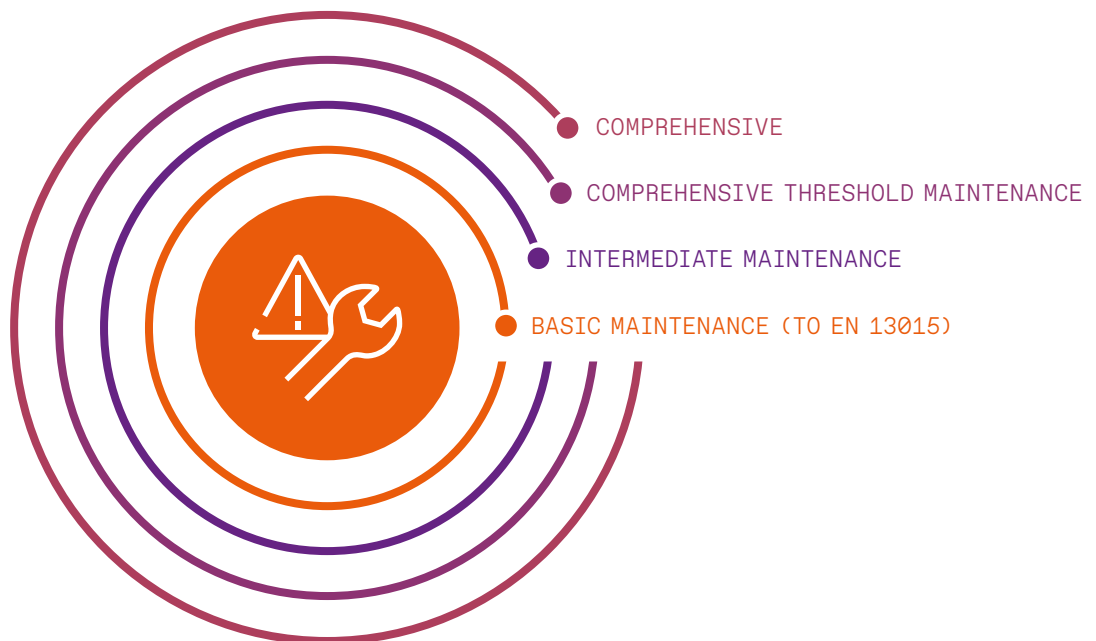 COMPREHENSIVE
COMPREHENSIVE THRESHOLD MAINTENANCE
INTERMEDIATE MAINTENANCE
BASIC MAINTENANCE (TO EN 13015)